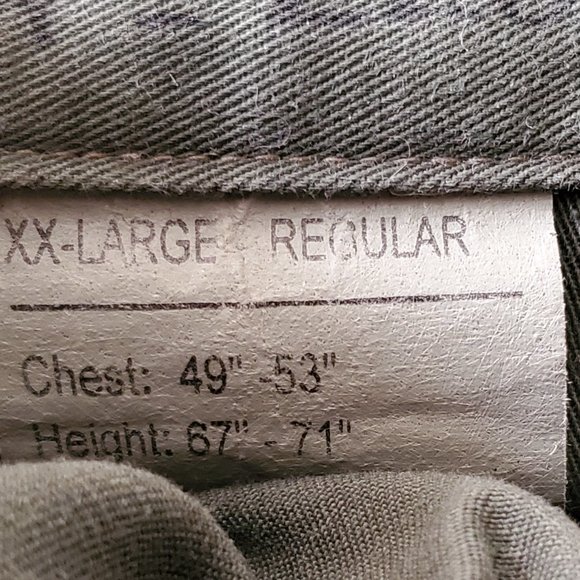 XX-LARGE REGULAR
Chest: 49" -53"
Height: 67" - 71"